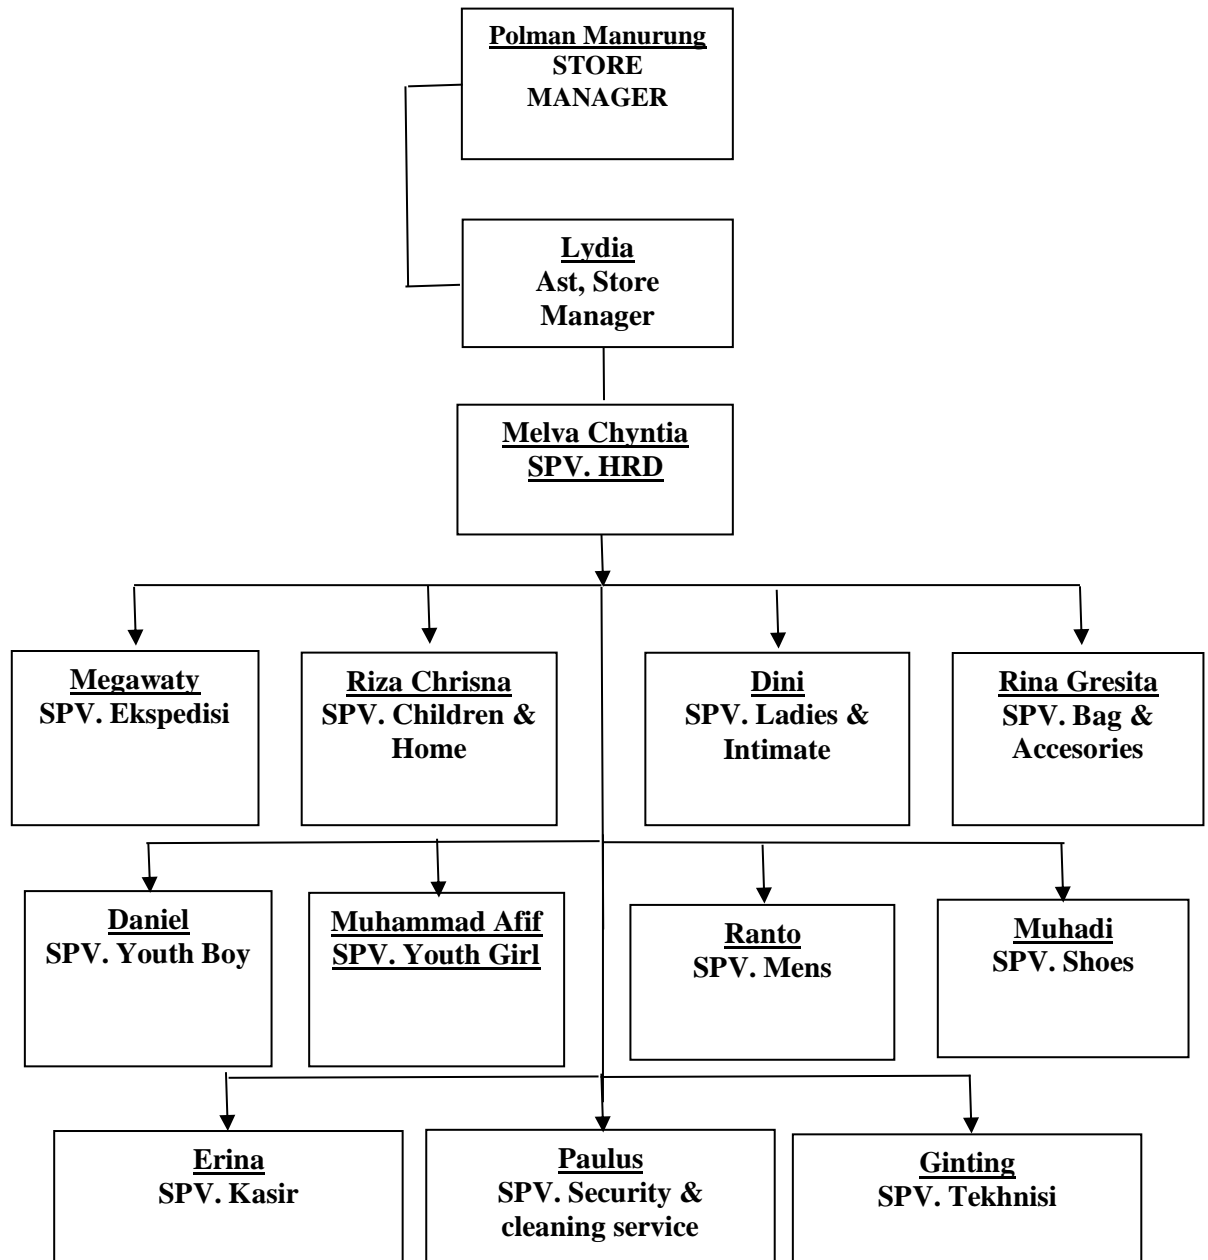 Polman Manurung
STORE
MANAGER
Lydia
Ast, Store
Manager
Melva Chyntia
SPV. HRD
Megawaty
SPV. Ekspedisi
Riza Chrisna
SPV. Children &
Home
Dini
SPV. Ladies &
Intimate
Rina Gresita
SPV. Bag &
Accesories
Daniel
SPV. Youth Boy
Muhammad Afif
SPV. Youth Girl
Ranto
SPV. Mens
Muhadi
SPV. Shoes
Erina
SPV. Kasir
Paulus
SPV. Security &
cleaning service
Ginting
SPV. Tekhnisi